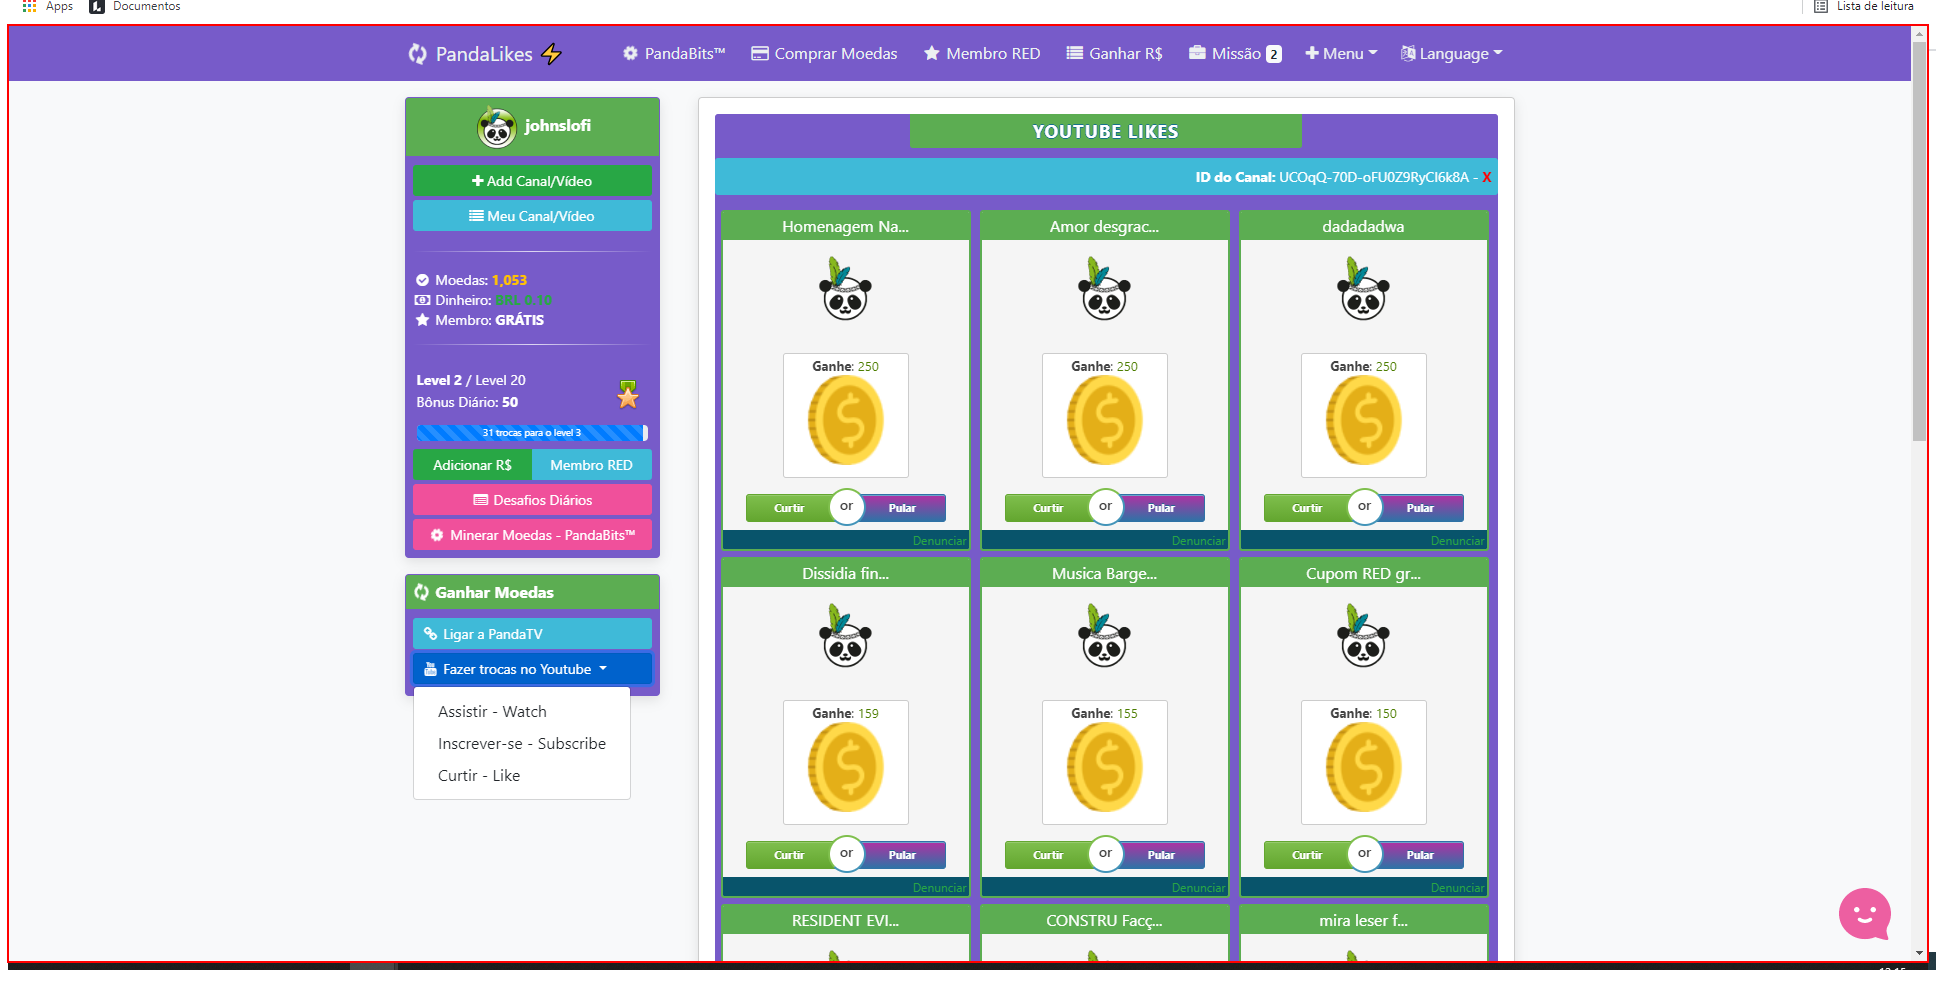 Apps Documentos Lista de leitura
PandaLikes PandaBits™ Comprar Moedas Membro RED Ganhar R$ Missão 2 Menu Language
johnslofi
Add Canal/Vídeo
Meu Canal/Vídeo
Moedas: 1,053
Dinheiro: BRL 0.10
Membro: GRÁTIS
Level 2 / Level 20
Bônus Diário: 50
31 trocas para o level 3
Adicionar R$ Membro RED
Desafios Diários
Minerar Moedas - PandaBits™
Ganhar Moedas
Ligar a PandaTV
Fazer trocas no Youtube
Assistir - Watch
Inscrever-se - Subscribe
Curtir - Like
YOUTUBE LIKES
ID do Canal: UCOqQ-70D-oFU0Z9RyCl6k8A - X
Homenagem Na... Amor desgrac... dadadadwa
Ganhe: 250 Ganhe: 250 Ganhe: 250
Curtir or Pular Curtir or Pular Curtir or Pular
Denunciar Denunciar Denunciar
Dissidia fin... Musica Barge... Cupom RED gr...
Ganhe: 159 Ganhe: 155 Ganhe: 150
Curtir or Pular Curtir or Pular Curtir or Pular
Denunciar Denunciar Denunciar
RESIDENT EVI... CONSTRU Facç... mira leser f...